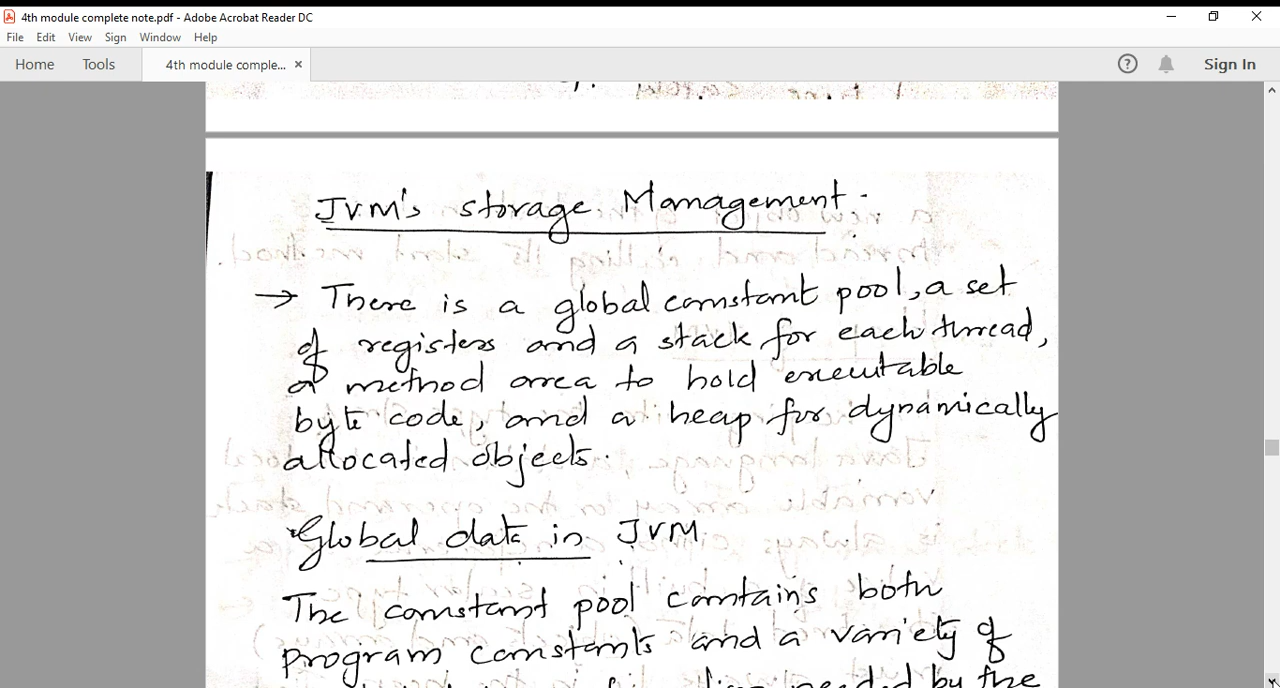 4th module complete note.pdf - Adobe Acrobat Reader DC
File Edit View Sign Window Help
Home Tools 4th module comple... × Sign In
JVM's storage Management.
→ There is a global constant pool, a set
of registers and a stack for each thread,
a method area to hold executable
byte code, and a heap for dynamically
allocated objects.
Global data in JVM
The constant pool contains both
program constants and a variety of
needed by the